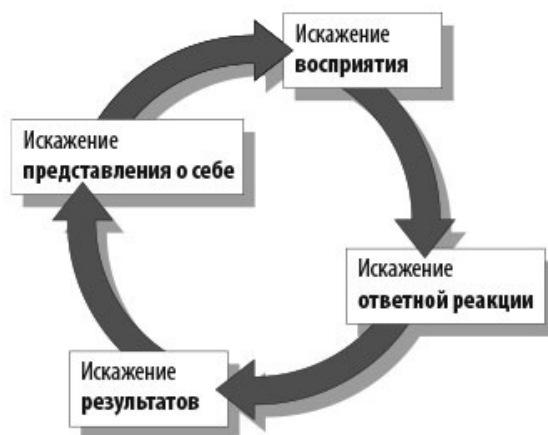 Искажение
восприятия
Искажение
представления о себе
Искажение
ответной реакции
Искажение
результатов